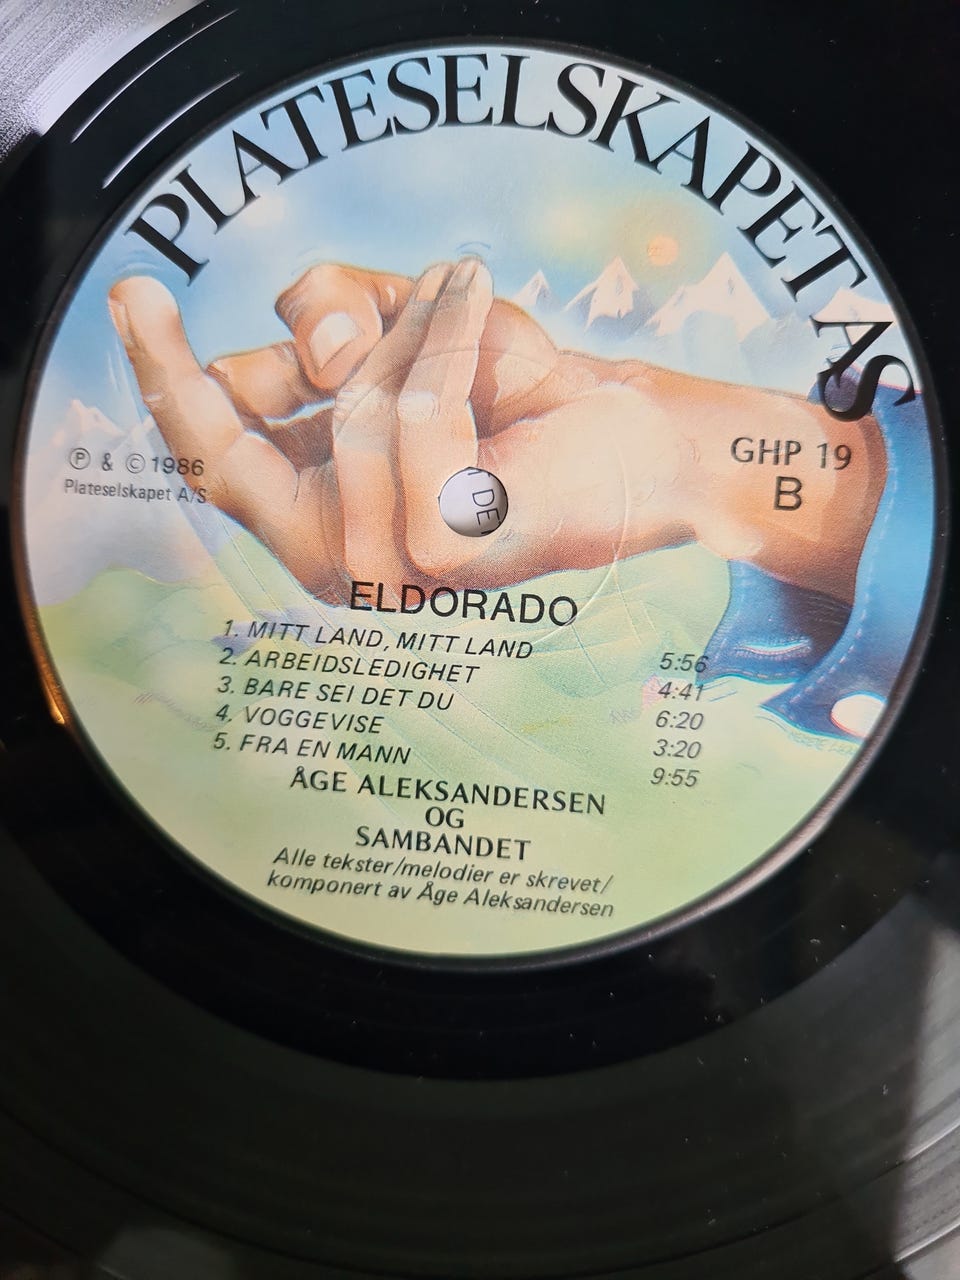 PLATESELSKAPET AS
GHP 19
B
Ⓟ & © 1986
Plateselskapet A/S
DE
ELDORADO
1. MITT LAND, MITT LAND 5:56
2. ARBEIDSLEDIGHET 4:41
3. BARE SEI DET DU 6:20
4. VOGGEVISE 3:20
5. FRA EN MANN 9:55
ÅGE ALEKSANDERSEN
OG
SAMBANDET
Alle tekster/melodier er skrevet/
komponert av Åge Aleksandersen